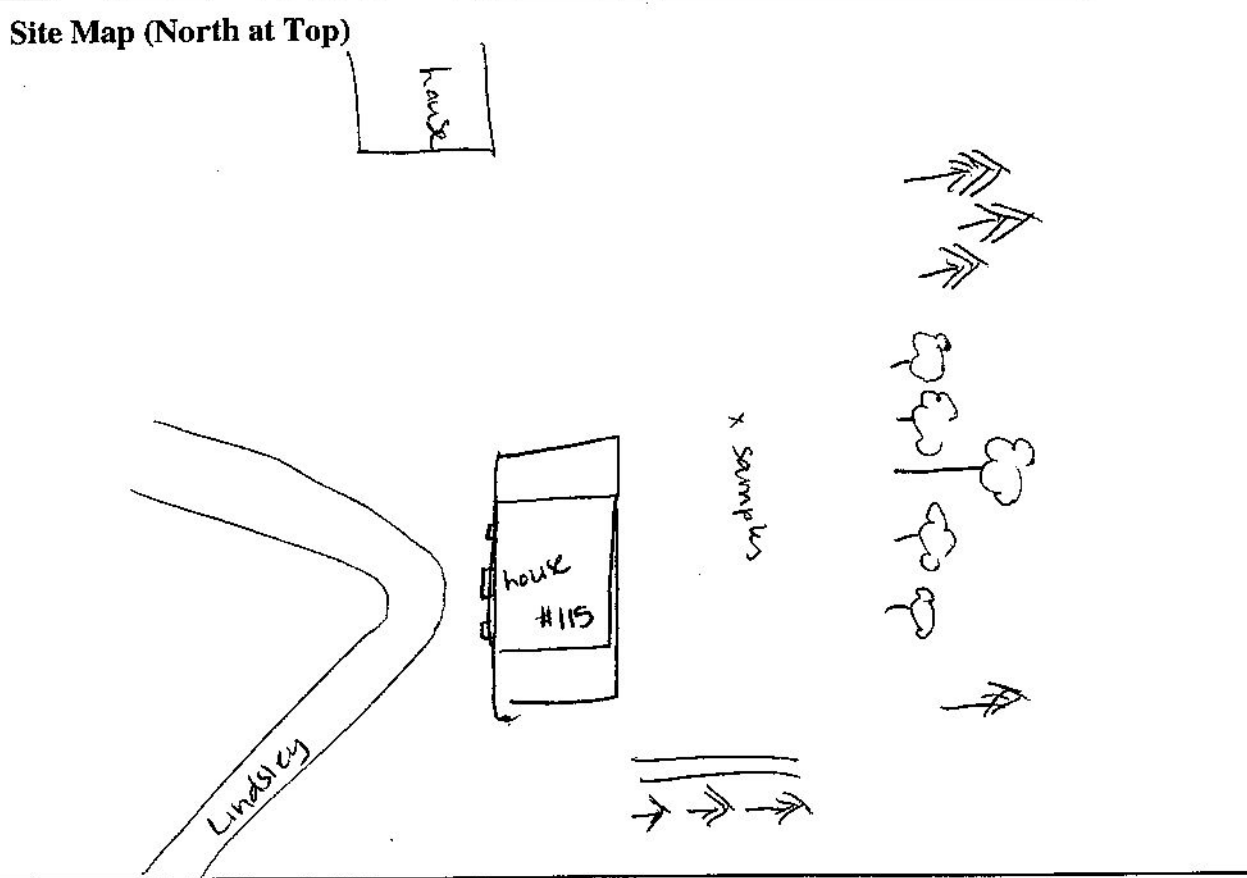 Site Map (North at Top)
house
x samples
house
#115
Lindsley